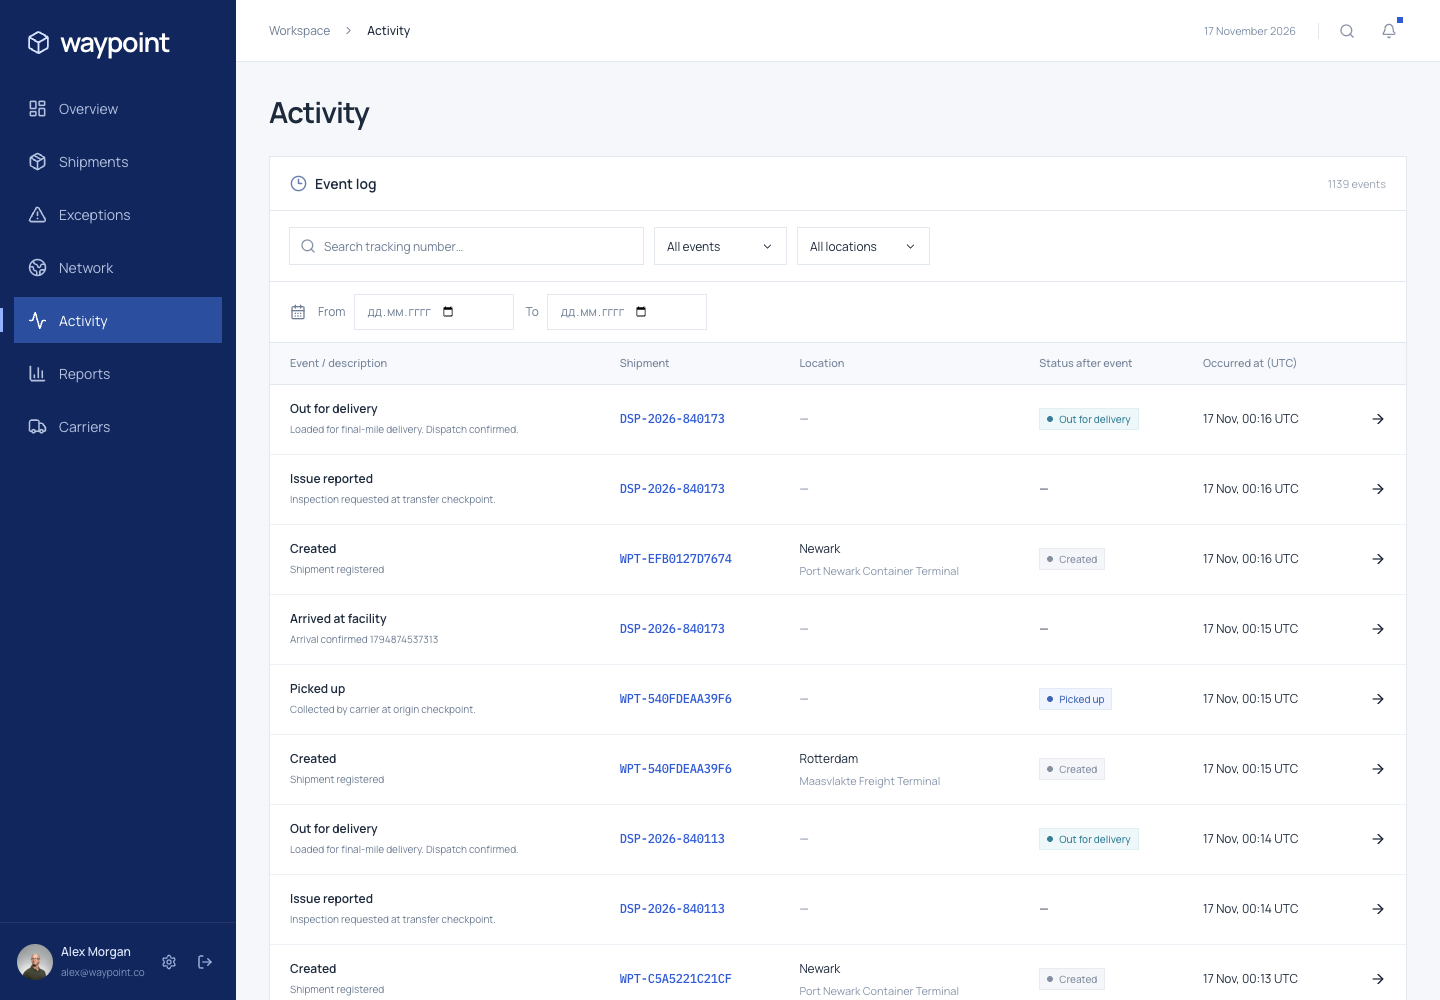 waypoint
Overview
Shipments
Exceptions
Network
Activity
Reports
Carriers
Alex Morgan
alex@waypoint.co
Workspace > Activity
17 November 2026
Activity
Event log
1139 events
Search tracking number...
All events
All locations
From ДД.ММ.ГГГГ To ДД.ММ.ГГГГ
Event / description Shipment Location Status after event Occurred at (UTC)
Out for delivery
Loaded for final-mile delivery. Dispatch confirmed.
DSP-2026-840173 — Out for delivery 17 Nov, 00:16 UTC
Issue reported
Inspection requested at transfer checkpoint.
DSP-2026-840173 — — 17 Nov, 00:16 UTC
Created
Shipment registered
WPT-EFB0127D7674
Newark
Port Newark Container Terminal
Created 17 Nov, 00:16 UTC
Arrived at facility
Arrival confirmed 1794874537313
DSP-2026-840173 — — 17 Nov, 00:15 UTC
Picked up
Collected by carrier at origin checkpoint.
WPT-540FDEAA39F6 — Picked up 17 Nov, 00:15 UTC
Created
Shipment registered
WPT-540FDEAA39F6
Rotterdam
Maasvlakte Freight Terminal
Created 17 Nov, 00:15 UTC
Out for delivery
Loaded for final-mile delivery. Dispatch confirmed.
DSP-2026-840113 — Out for delivery 17 Nov, 00:14 UTC
Issue reported
Inspection requested at transfer checkpoint.
DSP-2026-840113 — — 17 Nov, 00:14 UTC
Created
Shipment registered
WPT-C5A5221C21CF
Newark
Port Newark Container Terminal
Created 17 Nov, 00:13 UTC